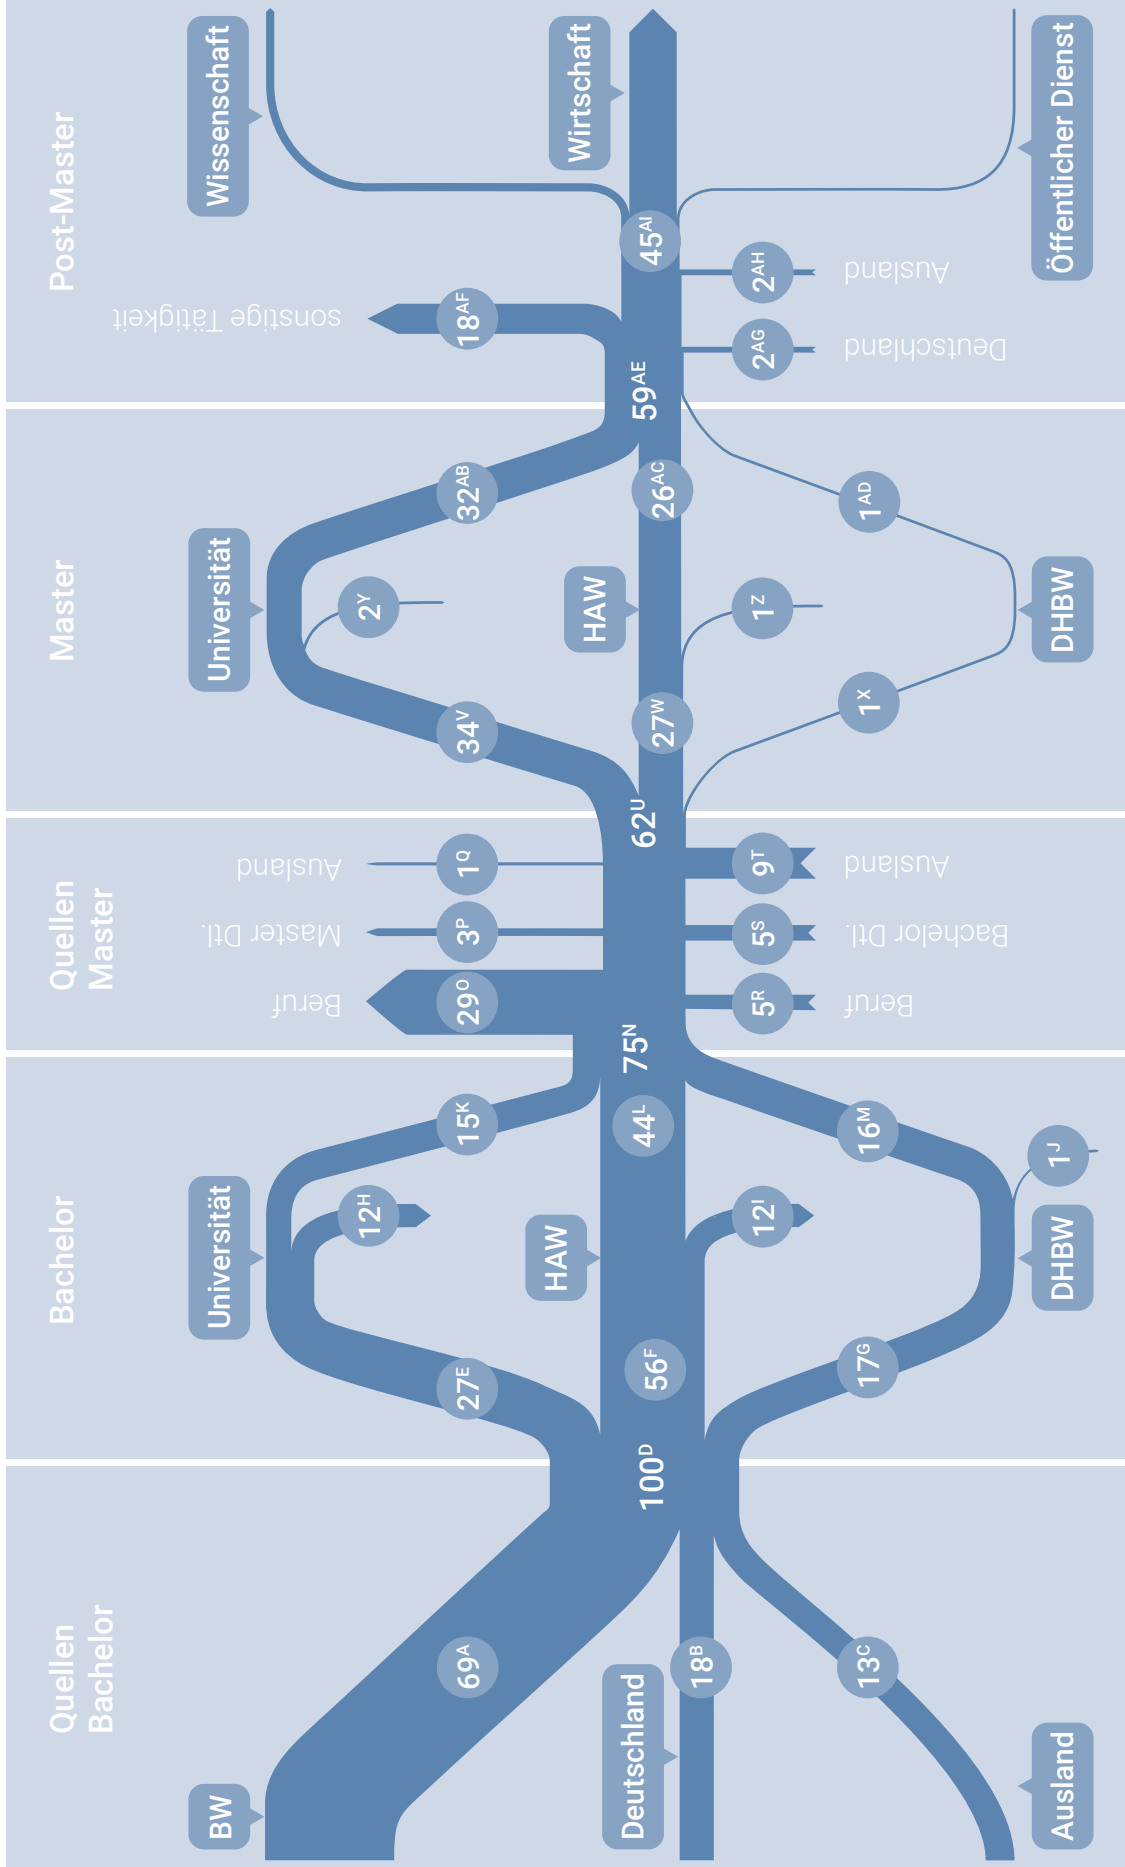 Quellen
Bachelor
BW
Deutschland
Ausland
69A
18B
13C
100D
Bachelor
Universität
HAW
DHBW
27E
56F
17G
12H
12I
1J
15K
44L
16M
75N
Quellen
Master
Beruf
Master Dtl.
Ausland
29O
3P
1Q
5R
5S
9T
Beruf
Bachelor Dtl.
Ausland
62U
Master
Universität
HAW
DHBW
34V
27W
1X
2Y
1Z
32AB
26AC
1AD
59AE
Post-Master
sonstige Tätigkeit
18AF
2AG
2AH
Deutschland
Ausland
45AI
Wissenschaft
Wirtschaft
Öffentlicher Dienst